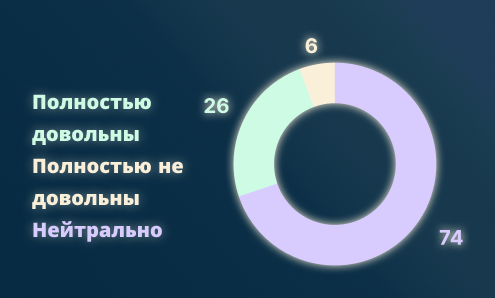 6
26
Полностью
довольны
Полностью не
довольны
Нейтрально
74